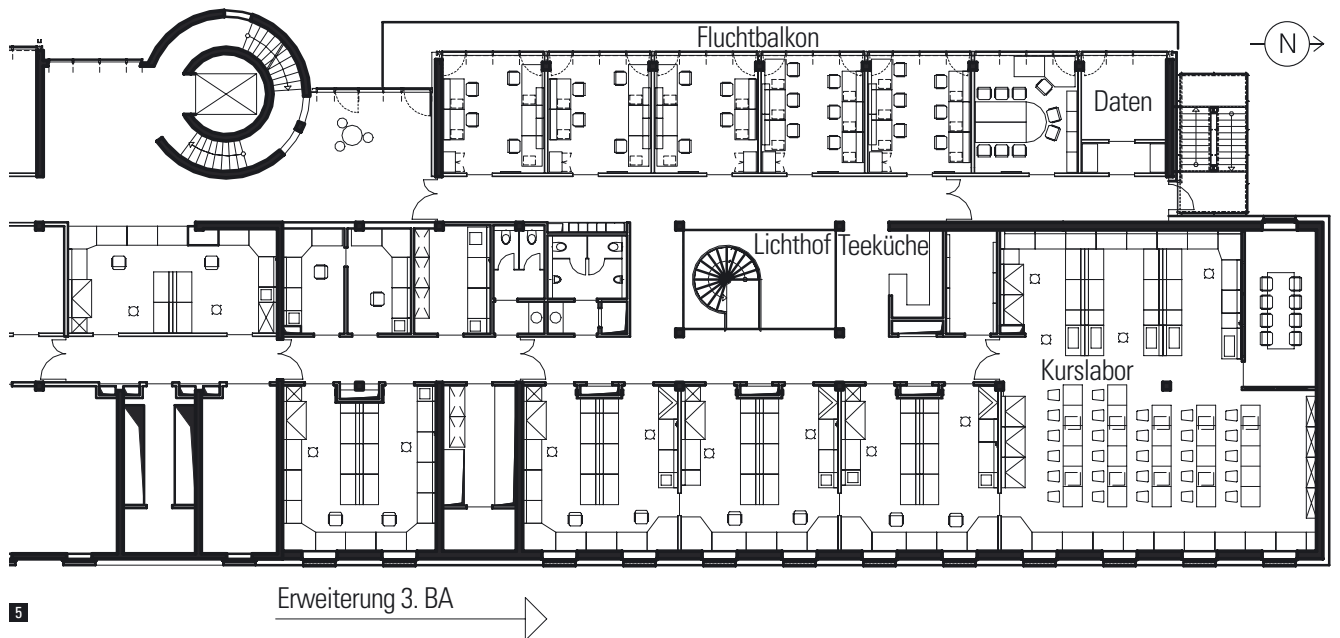 Fluchtbalkon
N
Daten
Lichthof Teeküche
Kurslabor
Erweiterung 3. BA
5